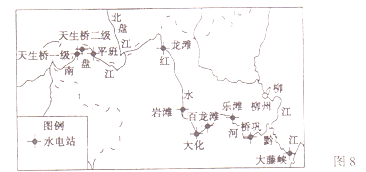 北
盘
江
天生桥二级
天生桥一级
平班
南
盘
江
龙滩
红
水
河
岩滩
百龙滩
乐滩
大化
桥巩
柳州
柳
江
黔
江
大藤峡
图例
水电站
图8